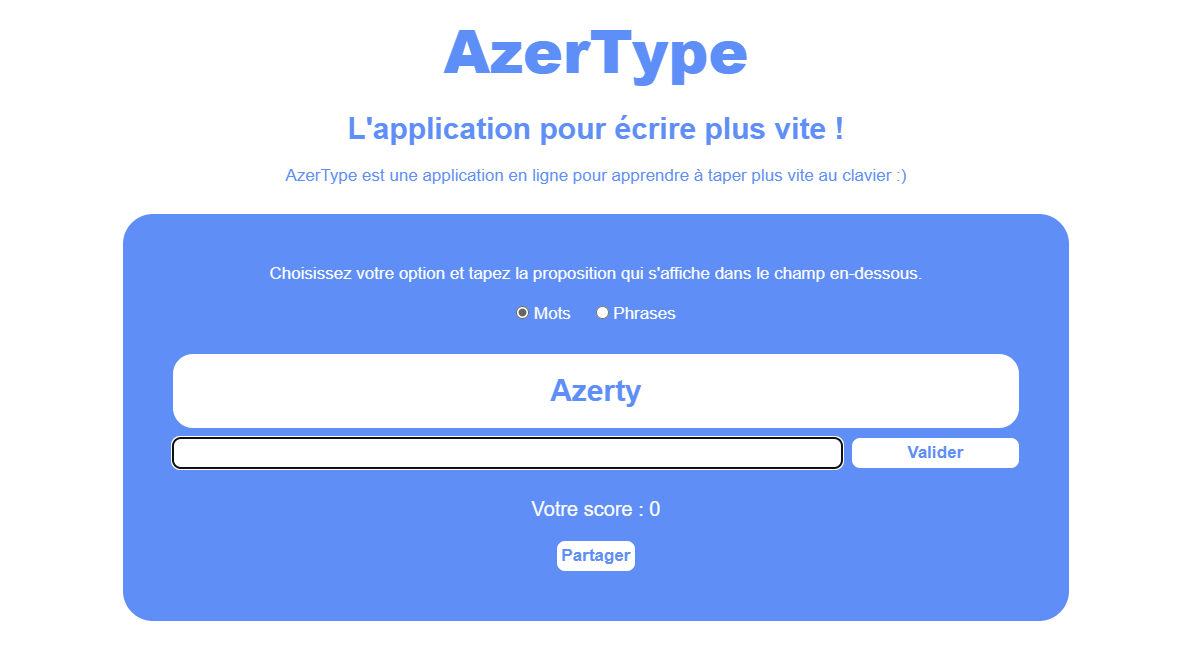 AzerType
L'application pour écrire plus vite !
AzerType est une application en ligne pour apprendre à taper plus vite au clavier :)
Choisissez votre option et tapez la proposition qui s'affiche dans le champ en-dessous.
Mots Phrases
Azerty
Valider
Votre score : 0
Partager